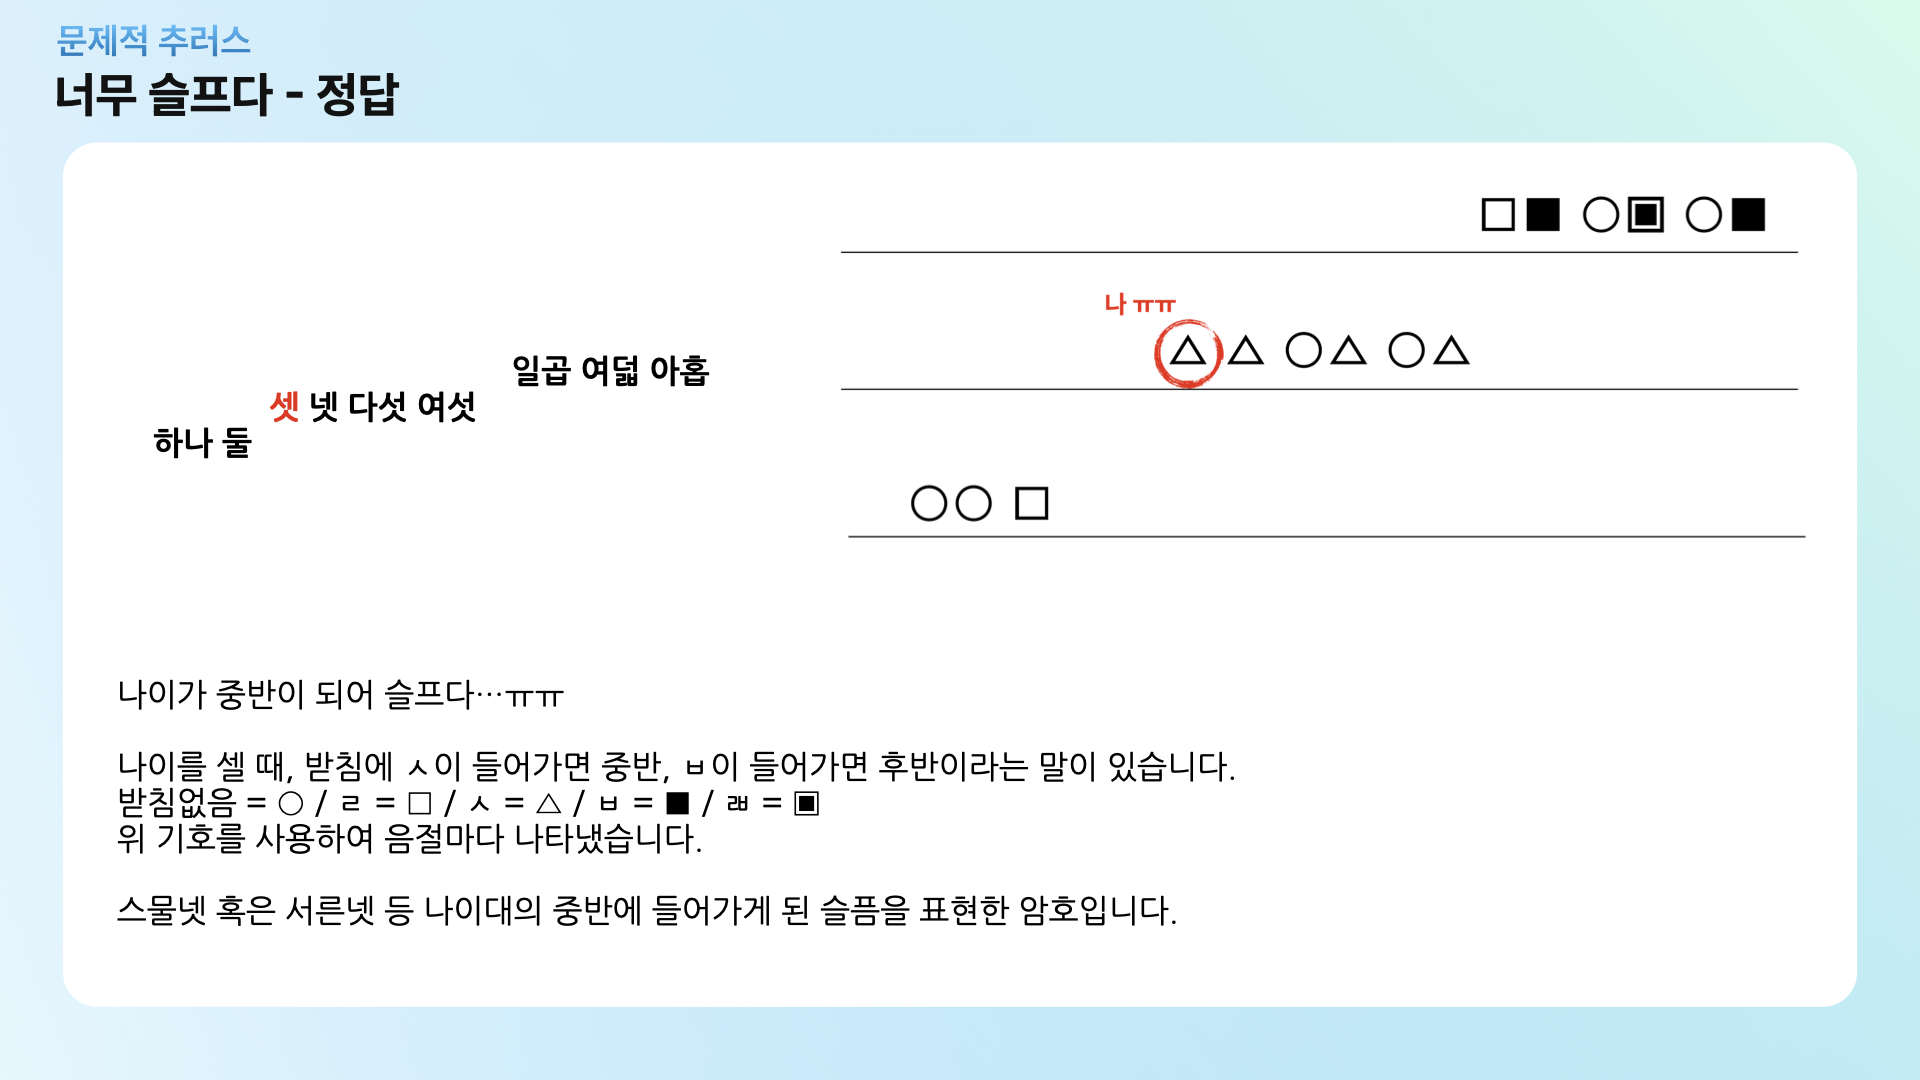 문제적 추러스
너무 슬프다 - 정답
□■ ○▣ ○■
나 ㅠㅠ
△△ ○△ ○△
일곱 여덟 아홉
셋 넷 다섯 여섯
하나 둘
○○ □
나이가 중반이 되어 슬프다…ㅠㅠ
나이를 셀 때, 받침에 ㅅ이 들어가면 중반, ㅂ이 들어가면 후반이라는 말이 있습니다.
받침없음 = ○ / ㄹ = □ / ㅅ = △ / ㅂ = ■ / ㄼ = ▣
위 기호를 사용하여 음절마다 나타냈습니다.
스물넷 혹은 서른넷 등 나이대의 중반에 들어가게 된 슬픔을 표현한 암호입니다.